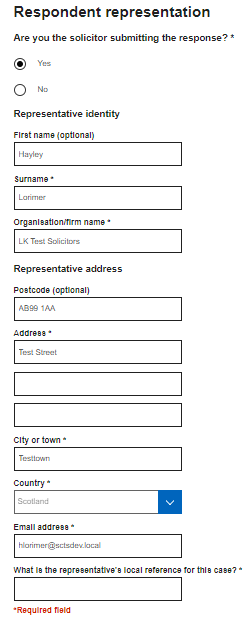 Respondent representation
Are you the solicitor submitting the response? *
Yes
No
Representative identity
First name (optional)
Hayley
Surname *
Lorimer
Organisation/firm name *
LK Test Solicitors
Representative address
Postcode (optional)
AB99 1AA
Address *
Test Street
City or town *
Testtown
Country *
Scotland
Email address *
hlorimer@sctsdev.local
What is the representative's local reference for this case? *
*Required field